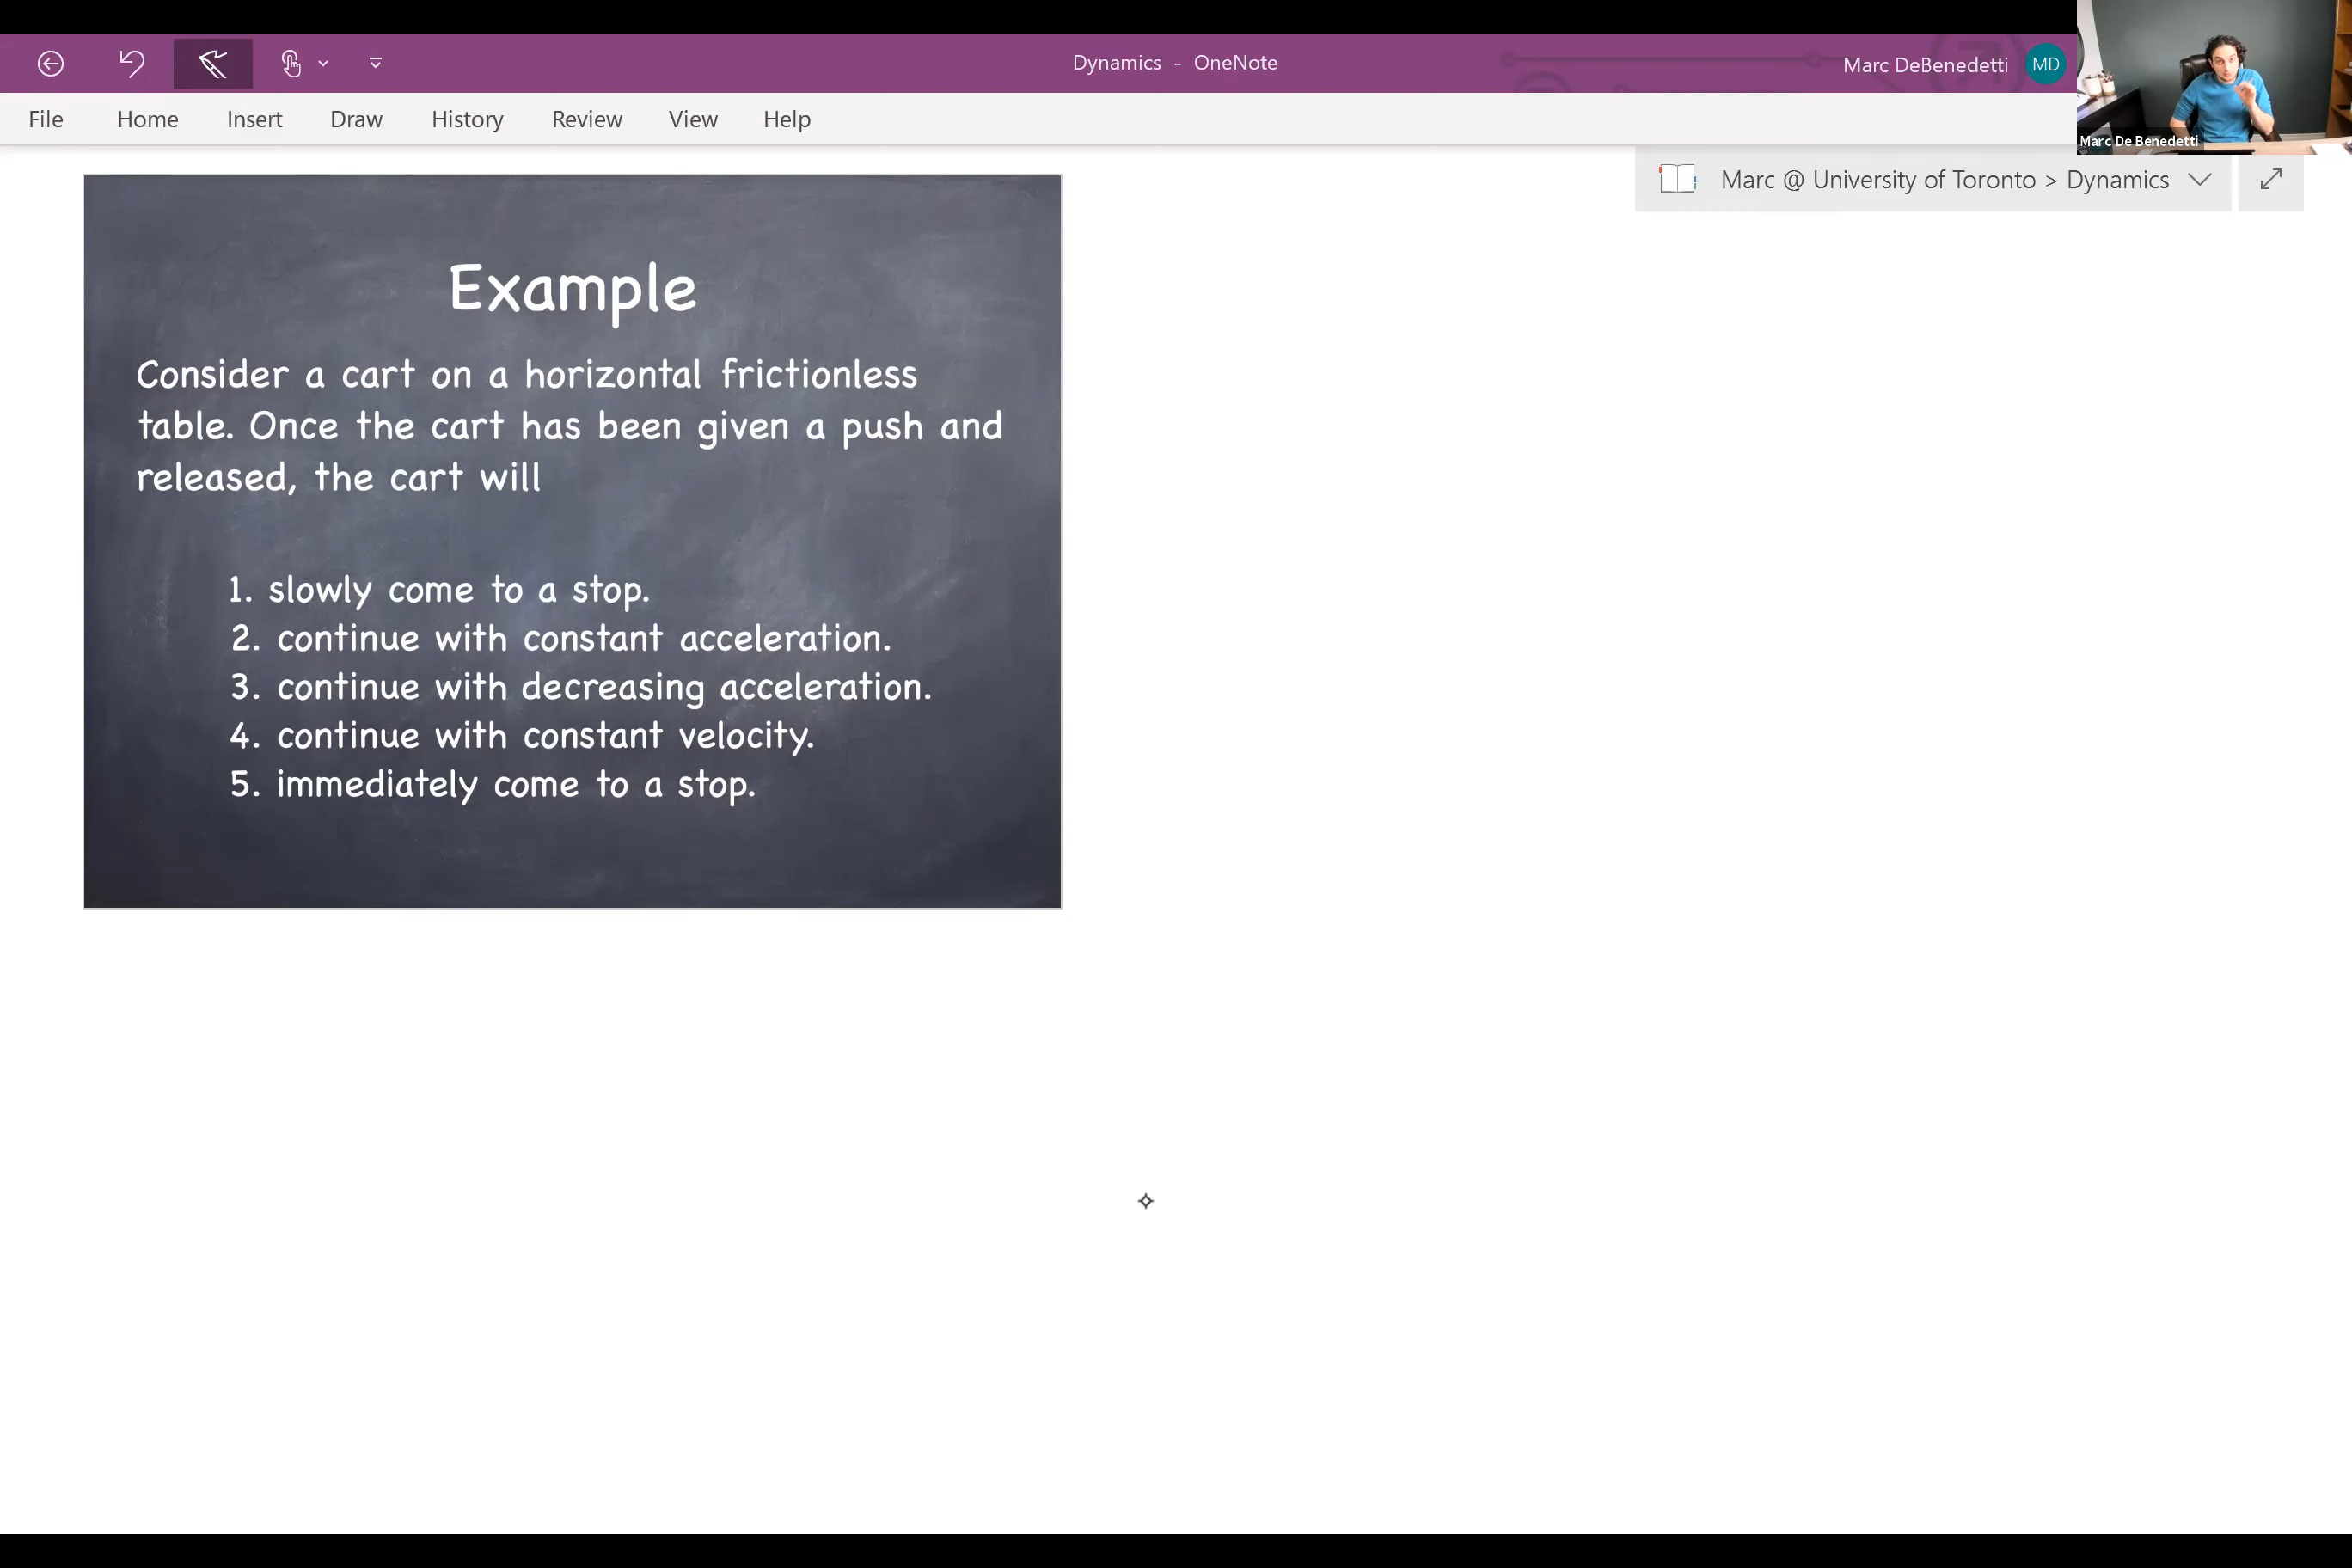 Dynamics - OneNote
Marc DeBenedetti
MD
Marc De Benedetti
File Home Insert Draw History Review View Help
Marc @ University of Toronto > Dynamics
Example
Consider a cart on a horizontal frictionless
table. Once the cart has been given a push and
released, the cart will
1. slowly come to a stop.
2. continue with constant acceleration.
3. continue with decreasing acceleration.
4. continue with constant velocity.
5. immediately come to a stop.